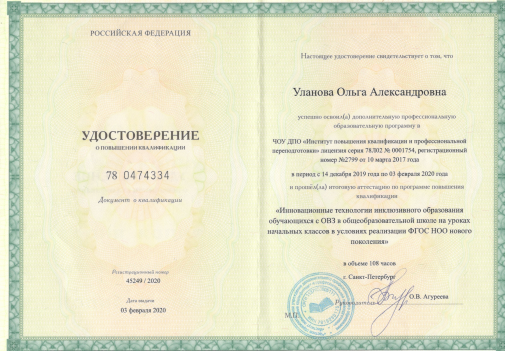 РОССИЙСКАЯ ФЕДЕРАЦИЯ
УДОСТОВЕРЕНИЕ
О ПОВЫШЕНИИ КВАЛИФИКАЦИИ
78 0474334
Документ о квалификации
Регистрационный номер
45249 / 2020
Дата выдачи
03 февраля 2020
Настоящее удостоверение свидетельствует о том, что
Уланова Ольга Александровна
успешно освоил(а) дополнительную профессиональную
образовательную программу в
ЧОУ ДПО «Институт повышения квалификации и профессиональной
переподготовки» лицензия серия 78Л02 № 0001754, регистрационный
номер №2799 от 10 марта 2017 года
в период с 14 декабря 2019 года по 03 февраля 2020 года
и прошёл(ла) итоговую аттестацию по программе повышения
квалификации
«Инновационные технологии инклюзивного образования
обучающихся с ОВЗ в общеобразовательной школе на уроках
начальных классов в условиях реализации ФГОС НОО нового
поколения»
в объеме 108 часов
г. Санкт-Петербург
Руководитель О.В. Агуреева
М.П.